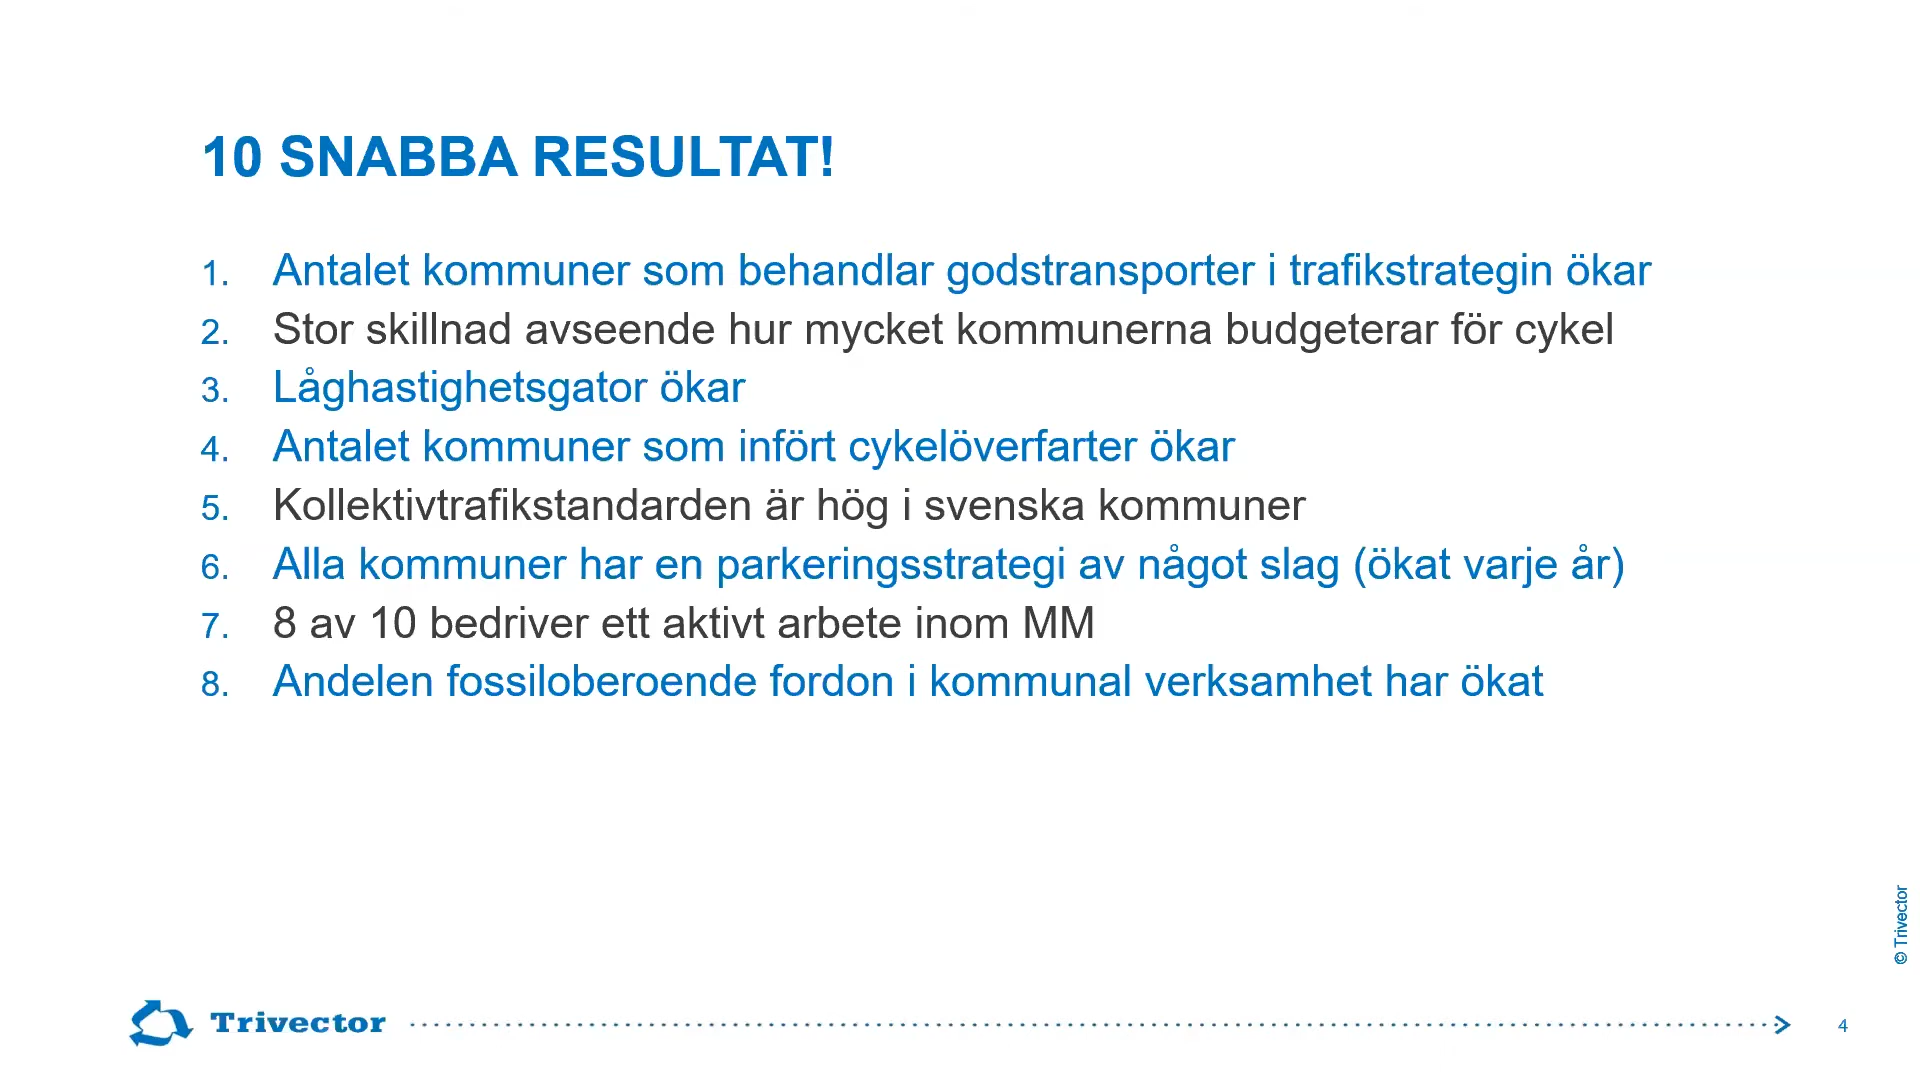 10 SNABBA RESULTAT!
1. Antalet kommuner som behandlar godstransporter i trafikstrategin ökar
2. Stor skillnad avseende hur mycket kommunerna budgeterar för cykel
3. Låghastighetsgator ökar
4. Antalet kommuner som infört cykelöverfarter ökar
5. Kollektivtrafikstandarden är hög i svenska kommuner
6. Alla kommuner har en parkeringsstrategi av något slag (ökat varje år)
7. 8 av 10 bedriver ett aktivt arbete inom MM
8. Andelen fossiloberoende fordon i kommunal verksamhet har ökat
© Trivector
Trivector
4